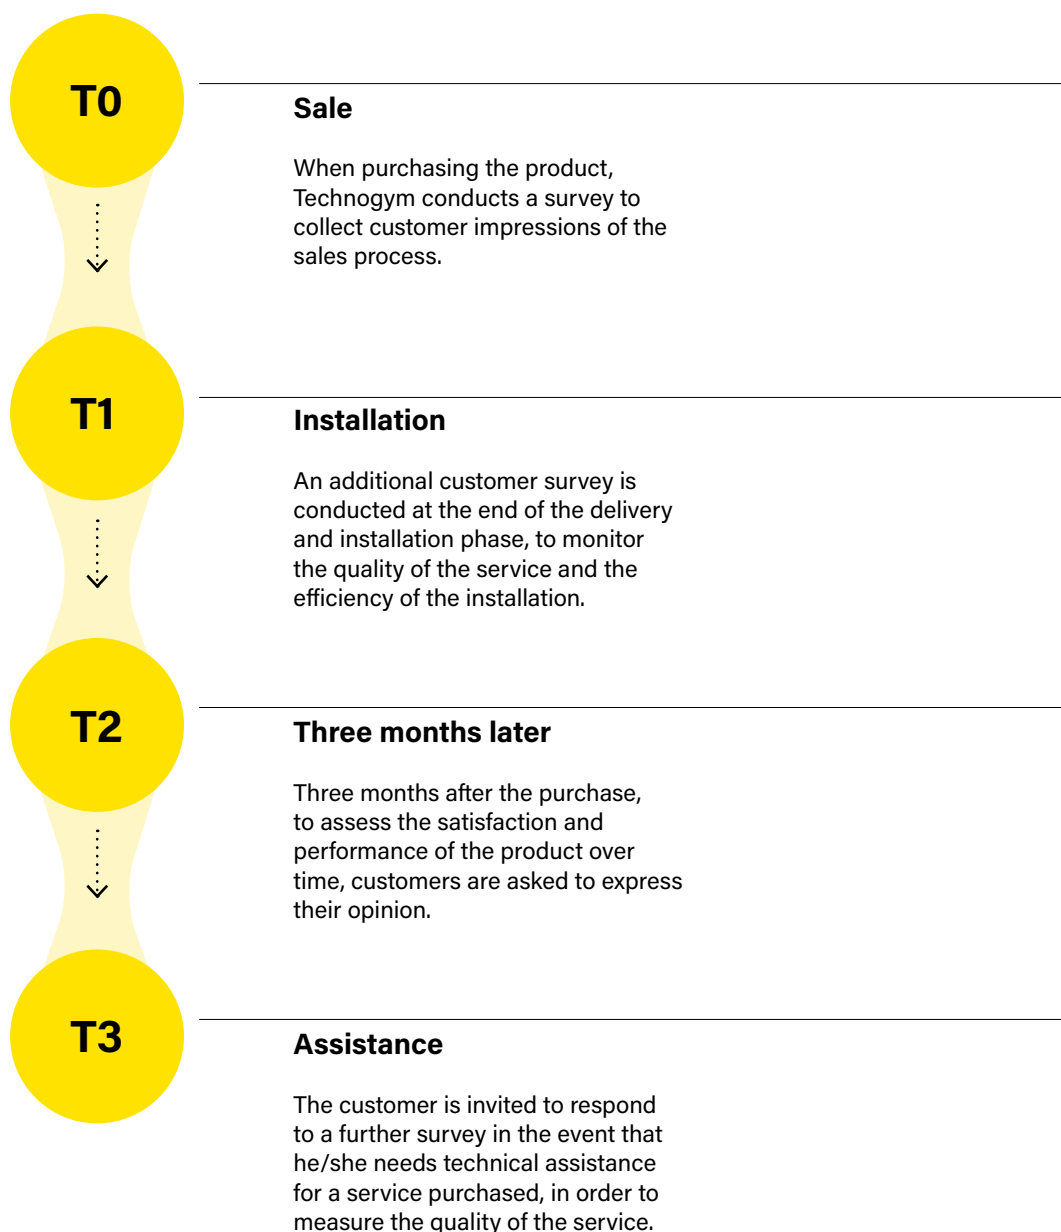 T0
Sale
When purchasing the product,
Technogym conducts a survey to
collect customer impressions of the
sales process.
T1
Installation
An additional customer survey is
conducted at the end of the delivery
and installation phase, to monitor
the quality of the service and the
efficiency of the installation.
T2
Three months later
Three months after the purchase,
to assess the satisfaction and
performance of the product over
time, customers are asked to express
their opinion.
T3
Assistance
The customer is invited to respond
to a further survey in the event that
he/she needs technical assistance
for a service purchased, in order to
measure the quality of the service.